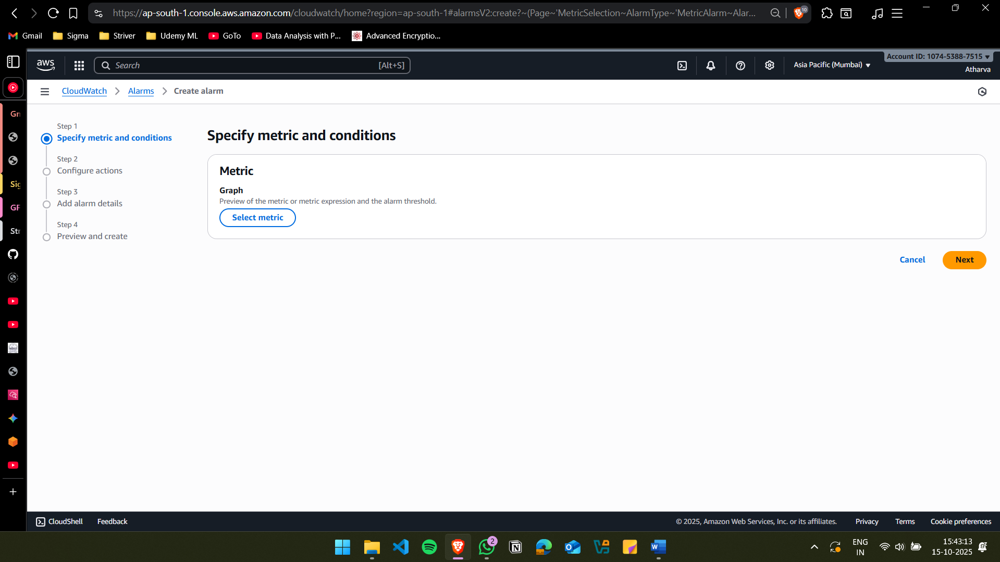 https://ap-south-1.console.aws.amazon.com/cloudwatch/home?region=ap-south-1#alarmsV2:create?~(Page~'MetricSelection~AlarmType~'MetricAlarm~Alar...
10
Gmail
Sigma
Striver
Udemy ML
GoTo
Data Analysis with P...
Advanced Encryptio...
aws
Search
[Alt+S]
Asia Pacific (Mumbai)
Account ID: 1074-5388-7515
Atharva
CloudWatch
Alarms
Create alarm
Gm
Sig
GF
Str
Step 1
Specify metric and conditions
Step 2
Configure actions
Step 3
Add alarm details
Step 4
Preview and create
Specify metric and conditions
Metric
Graph
Preview of the metric or metric expression and the alarm threshold.
Select metric
Cancel
Next
CloudShell
Feedback
© 2025, Amazon Web Services, Inc. or its affiliates.
Privacy
Terms
Cookie preferences
2
ENG
IN
15:43:13
15-10-2025